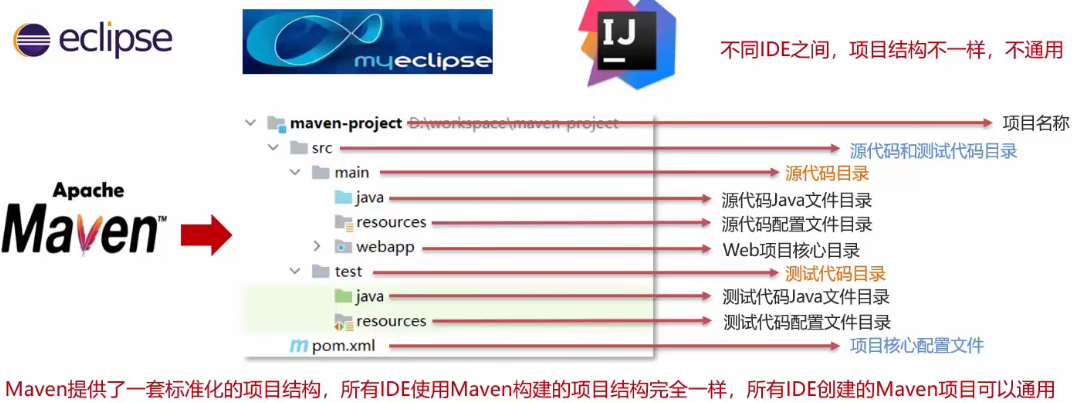 eclipse
myeclipse
IJ
不同IDE之间，项目结构不一样，不通用
maven-project D:\workspace\maven-project 项目名称
src 源代码和测试代码目录
main 源代码目录
java 源代码Java文件目录
resources 源代码配置文件目录
webapp Web项目核心目录
test 测试代码目录
java 测试代码Java文件目录
resources 测试代码配置文件目录
m pom.xml 项目核心配置文件
Apache
Maven™
Maven提供了一套标准化的项目结构，所有IDE使用Maven构建的项目结构完全一样，所有IDE创建的Maven项目可以通用